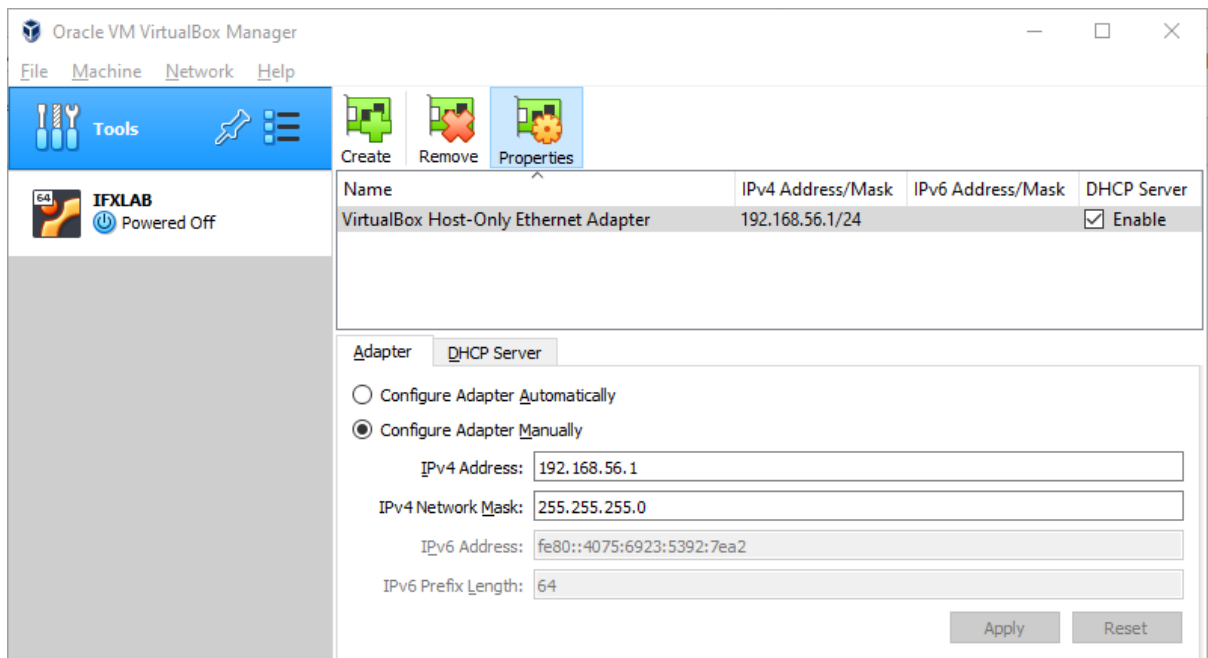 Oracle VM VirtualBox Manager
File Machine Network Help
Tools
Create Remove Properties
64
IFXLAB
Powered Off
Name IPv4 Address/Mask IPv6 Address/Mask DHCP Server
VirtualBox Host-Only Ethernet Adapter 192.168.56.1/24 Enable
Adapter DHCP Server
Configure Adapter Automatically
Configure Adapter Manually
IPv4 Address: 192.168.56.1
IPv4 Network Mask: 255.255.255.0
IPv6 Address: fe80::4075:6923:5392:7ea2
IPv6 Prefix Length: 64
Apply Reset